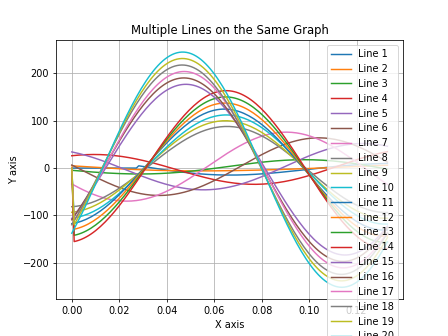 Multiple Lines on the Same Graph
Y axis
200
100
0
−100
−200
0.00
0.02
0.04
0.06
0.08
0.10
X axis
Line 1
Line 2
Line 3
Line 4
Line 5
Line 6
Line 7
Line 8
Line 9
Line 10
Line 11
Line 12
Line 13
Line 14
Line 15
Line 16
Line 17
Line 18
Line 19
Line 20